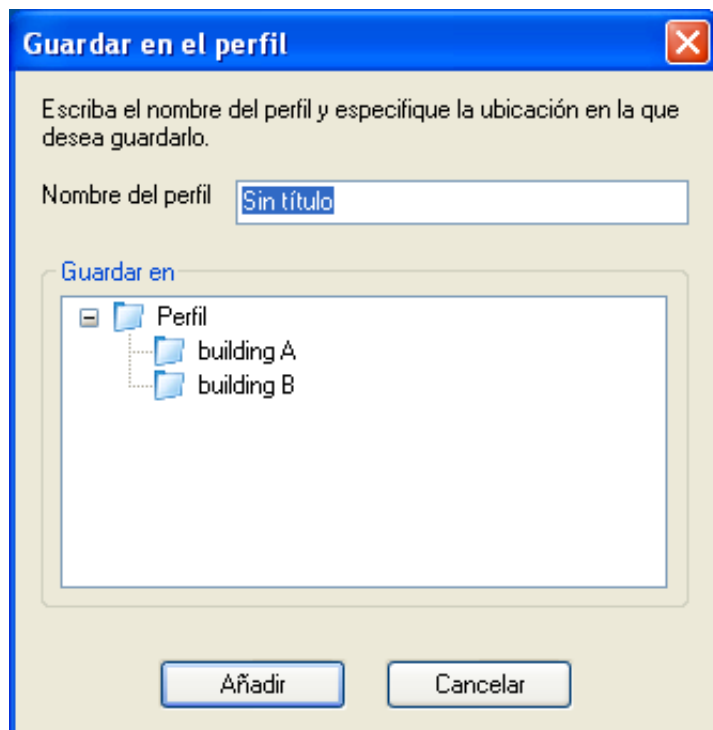 Guardar en el perfil
Escriba el nombre del perfil y especifique la ubicación en la que
desea guardarlo.
Nombre del perfil Sin título
Guardar en
Perfil
building A
building B
Añadir Cancelar